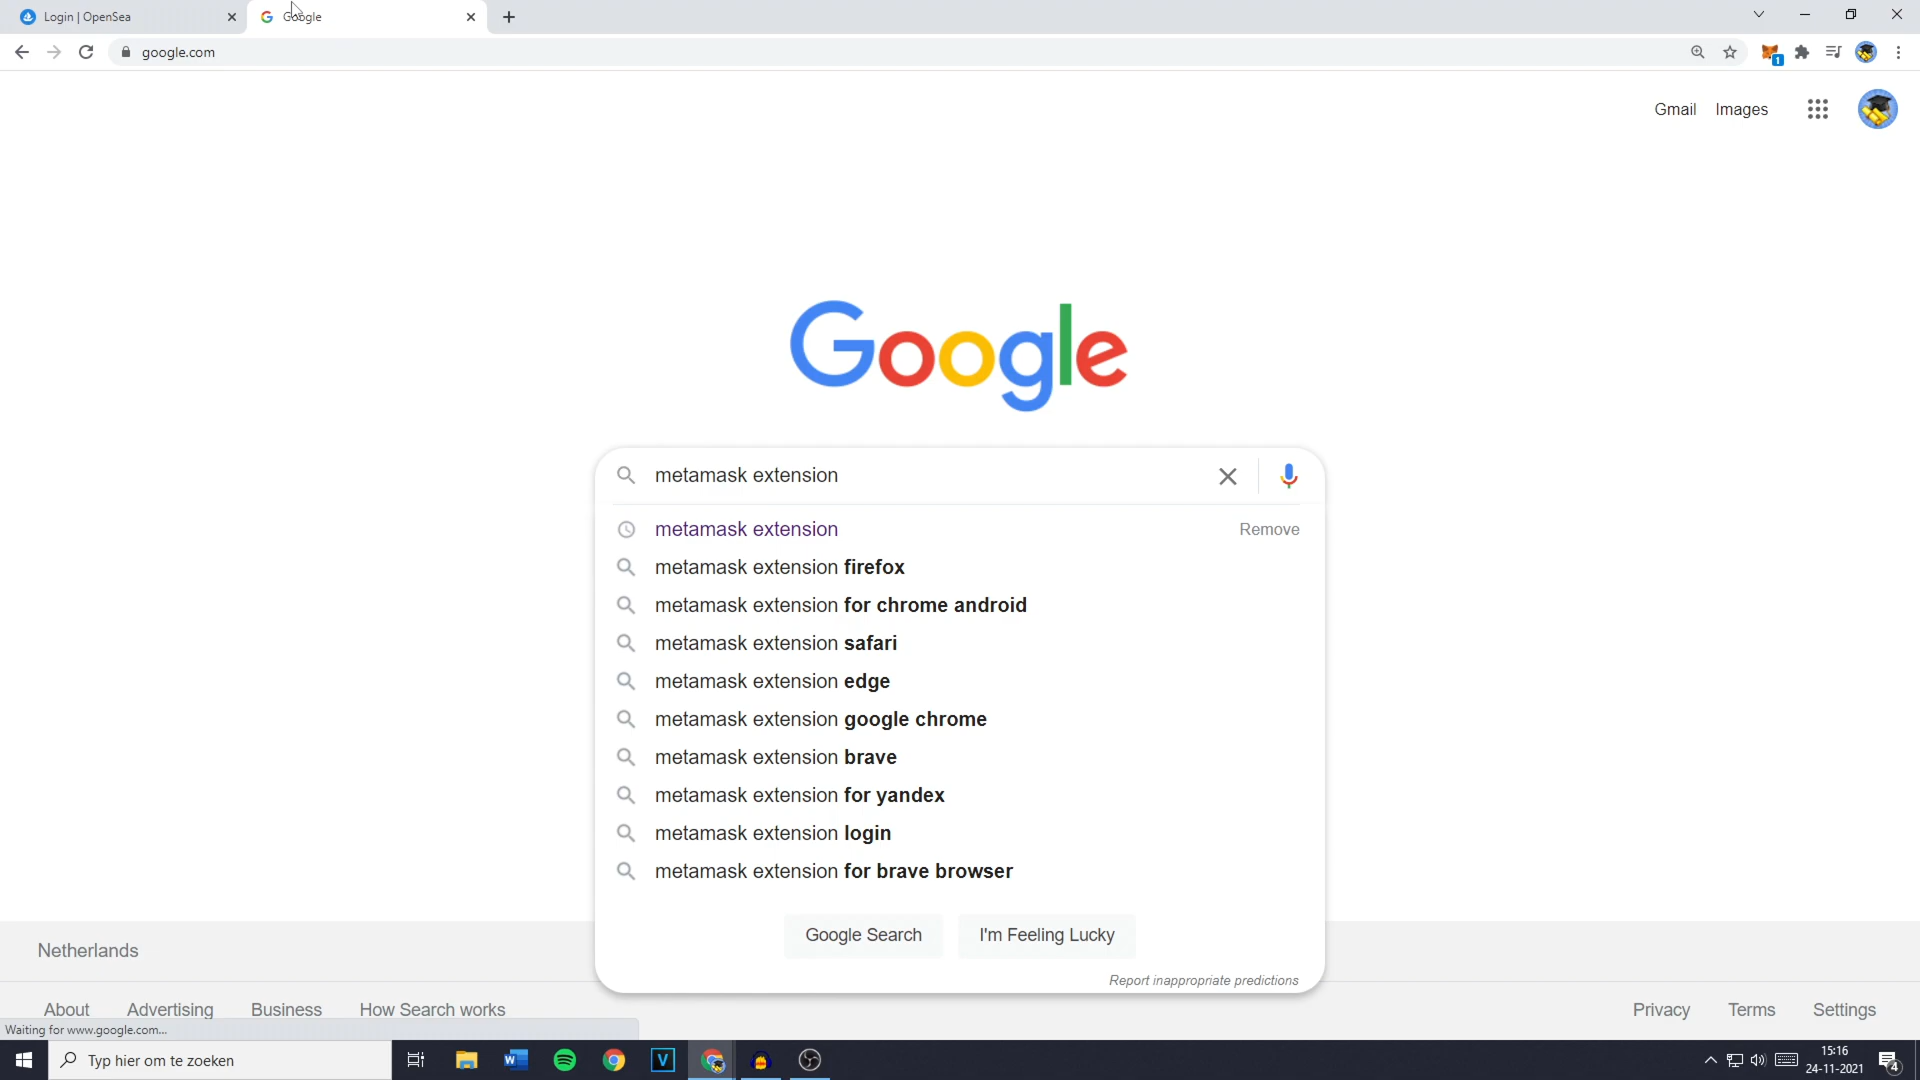 Login | OpenSea
Google
google.com
1
Gmail
Images
Google
metamask extension
metamask extension
Remove
metamask extension firefox
metamask extension for chrome android
metamask extension safari
metamask extension edge
metamask extension google chrome
metamask extension brave
metamask extension for yandex
metamask extension login
metamask extension for brave browser
Google Search
I'm Feeling Lucky
Report inappropriate predictions
Netherlands
About
Advertising
Business
How Search works
Privacy
Terms
Settings
Waiting for www.google.com...
Typ hier om te zoeken
W
V
15:16
24-11-2021
4